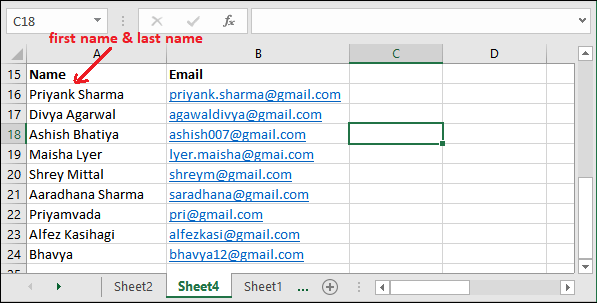 C18 fx
first name & last name
A B C D
15 Name Email
16 Priyank Sharma priyank.sharma@gmail.com
17 Divya Agarwal agawaldivya@gmail.com
18 Ashish Bhatiya ashish007@gmail.com
19 Maisha Lyer lyer.maisha@gmai.com
20 Shrey Mittal shreym@gmail.com
21 Aaradhana Sharma saradhana@gmail.com
22 Priyamvada pri@gmail.com
23 Alfez Kasihagi alfezkasi@gmail.com
24 Bhavya bhavya12@gmail.com
Sheet2 Sheet4 Sheet1 ...